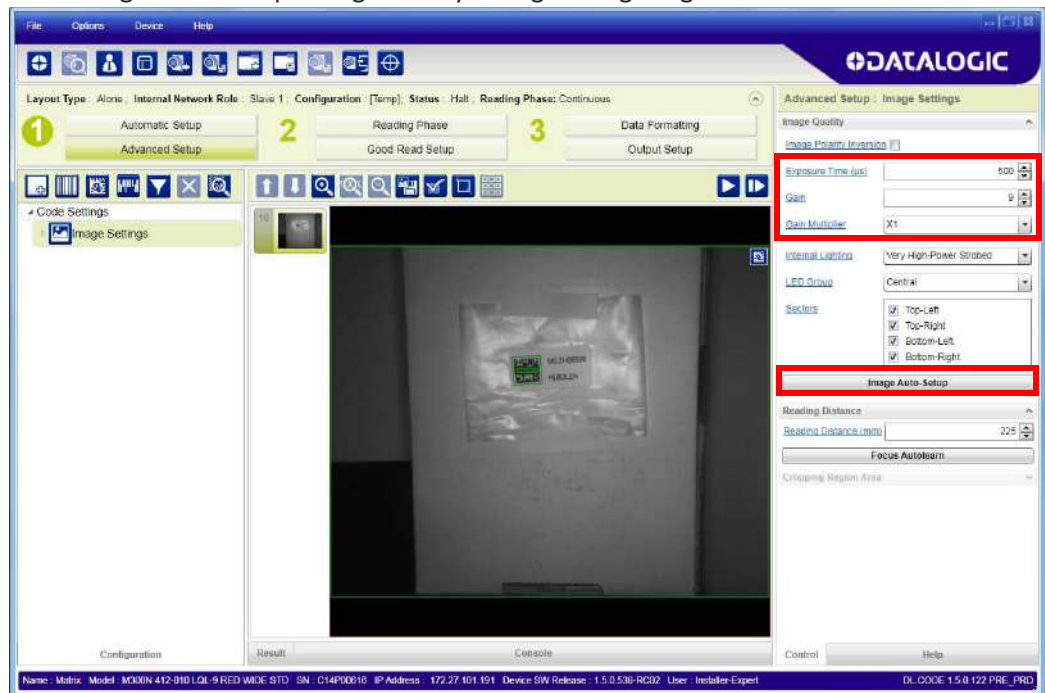 File Options Device Help
DATALOGIC
Layout Type : Alone ; Internal Network Role : Slave 1 ; Configuration : [Temp]; Status : Halt ; Reading Phase: Continuous
1 Automatic Setup 2 Reading Phase 3 Data Formatting
Advanced Setup Good Read Setup Output Setup
Code Settings
Image Settings
Advanced Setup : Image Settings
Image Quality
Image Polarity Inversion
Exposure Time (µs) 500
Gain 9
Gain Multiplier X1
Internal Lighting Very High-Power Strobed
LED Group Central
Sectors Top-Left
Top-Right
Bottom-Left
Bottom-Right
Image Auto-Setup
Reading Distance
Reading Distance (mm) 225
Focus Autolearn
Cropping Region Area
Configuration Result Console Control Help
Name : Matrix Model : M300N 412-010 LQL-9 RED WIDE STD SN : C14P00616 IP Address : 172.27.101.191 Device SW Release : 1.5.0.538-RC02 User : Installer-Expert DL.CODE 1.5.0.122 PRE_PRD